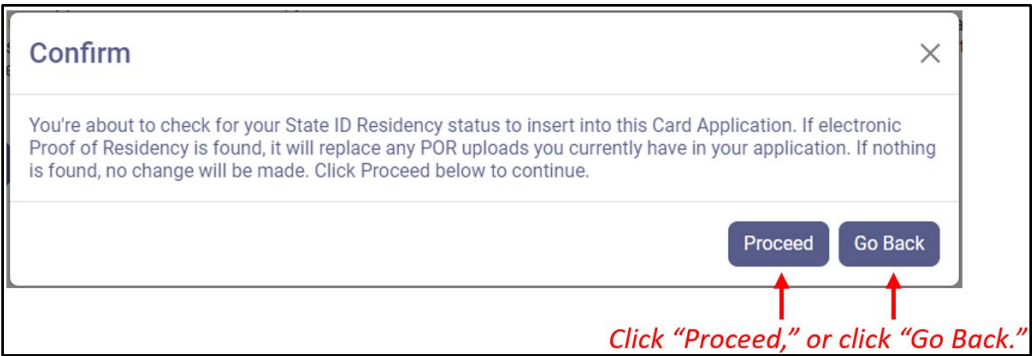 Confirm
You're about to check for your State ID Residency status to insert into this Card Application. If electronic
Proof of Residency is found, it will replace any POR uploads you currently have in your application. If nothing
is found, no change will be made. Click Proceed below to continue.
Proceed Go Back
Click “Proceed,” or click “Go Back.”